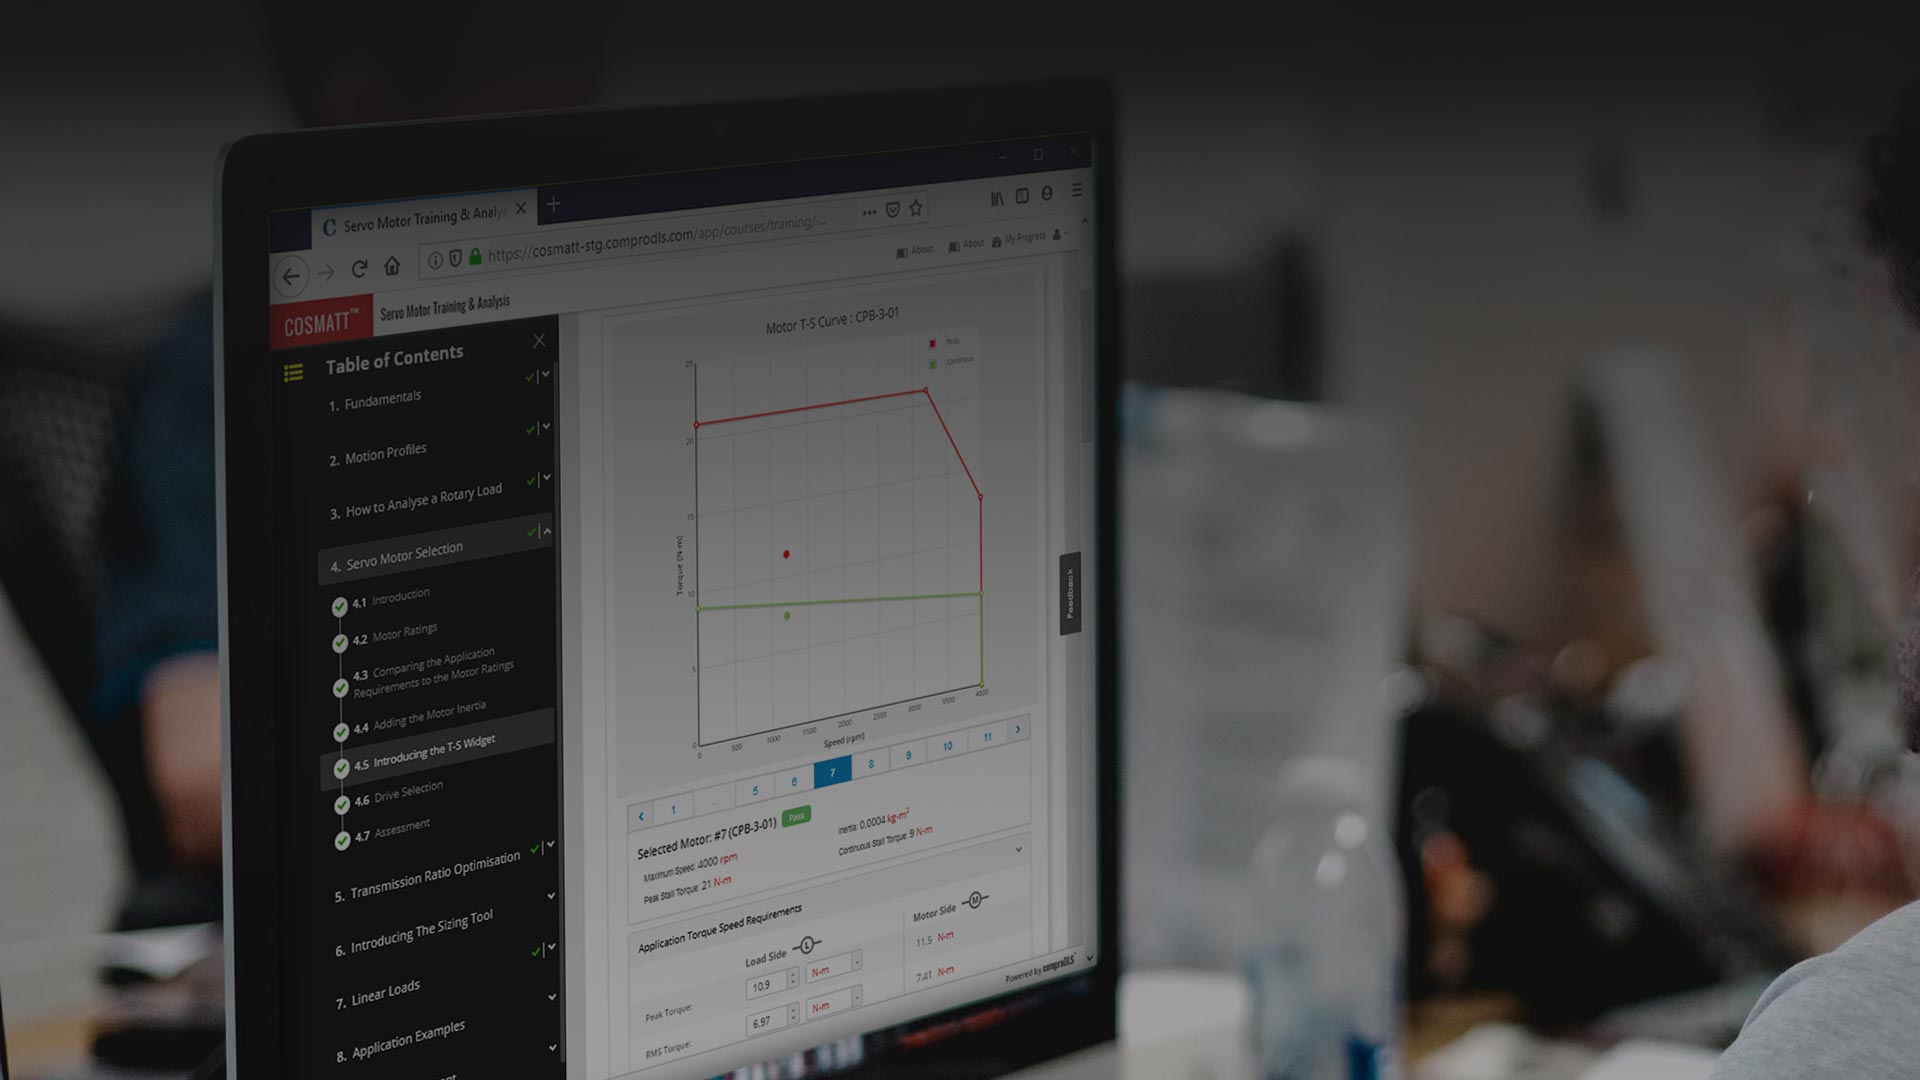 Servo Motor Training & Analys
https://cosmatt-stg.comprodls.com/app/courses/training/...
About
About
My Progress
COSMATT™
Servo Motor Training & Analysis
Table of Contents
1. Fundamentals
2. Motion Profiles
3. How to Analyse a Rotary Load
4. Servo Motor Selection
4.1 Introduction
4.2 Motor Ratings
4.3 Comparing the Application
Requirements to the Motor Ratings
4.4 Adding the Motor Inertia
4.5 Introducing the T-S Widget
4.6 Drive Selection
4.7 Assessment
5. Transmission Ratio Optimisation
6. Introducing The Sizing Tool
7. Linear Loads
8. Application Examples
Motor T-S Curve : CPB-3-01
Peak
Continous
25
20
15
10
5
0
Torque (N-m)
0 500 1000 1500 2000 2500 3000 3500 4000
Speed (rpm)
1 ... 5 6 7 8 9 10 11
Selected Motor: #7 (CPB-3-01) Pass
Maximum Speed: 4000 rpm
Inertia: 0.0004 kg-m²
Peak Stall Torque: 21 N-m
Continuous Stall Torque: 9 N-m
Application Torque Speed Requirements
Load Side L
Motor Side M
Peak Torque: 10.9 N-m 11.5 N-m
RMS Torque: 6.97 N-m 7.41 N-m
Powered by comproDLS
Feedback